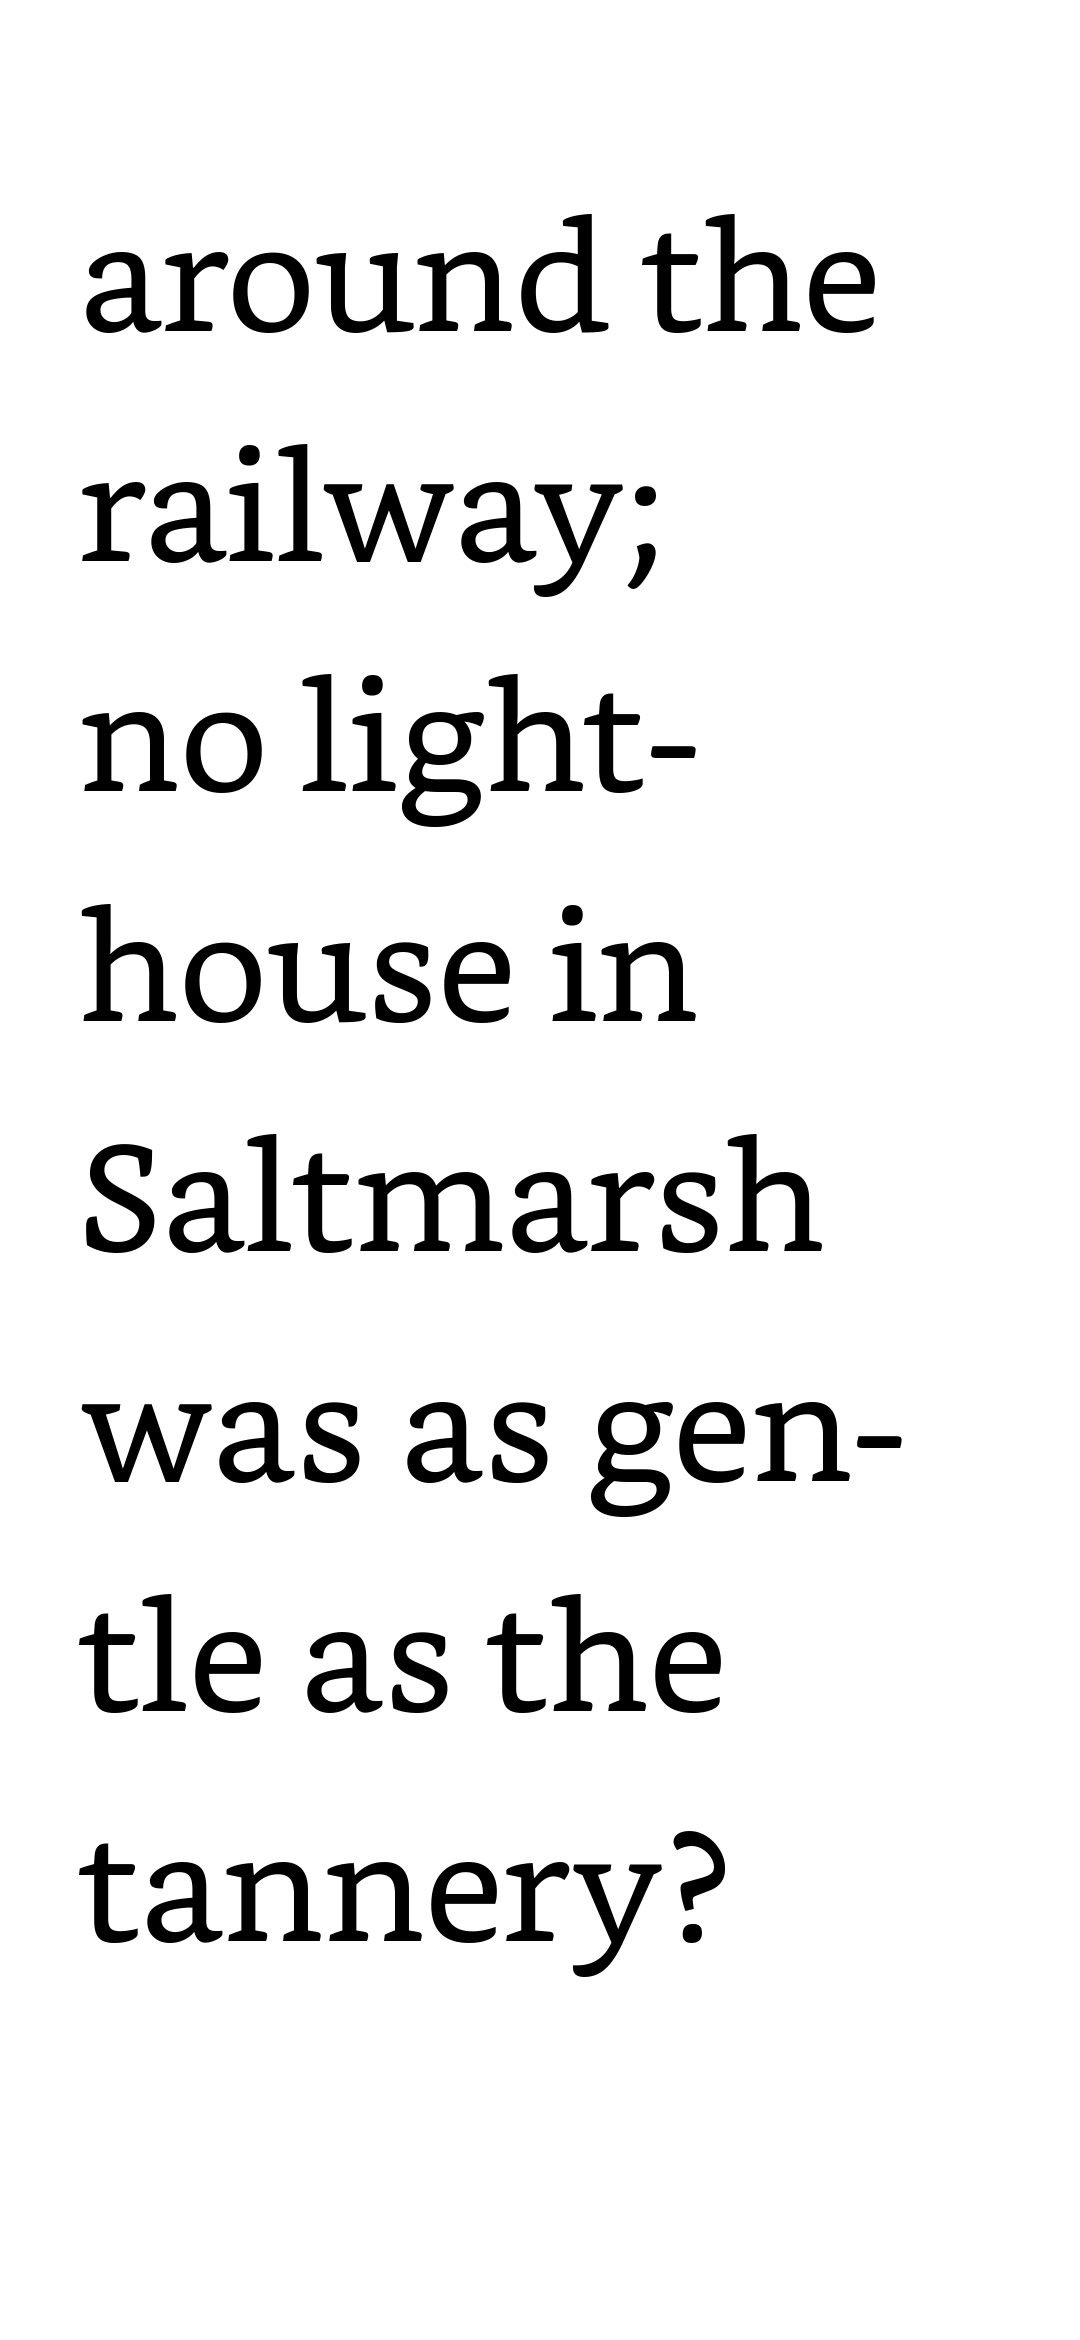 around the
railway;
no light-
house in
Saltmarsh
was as gen-
tle as the
tannery?